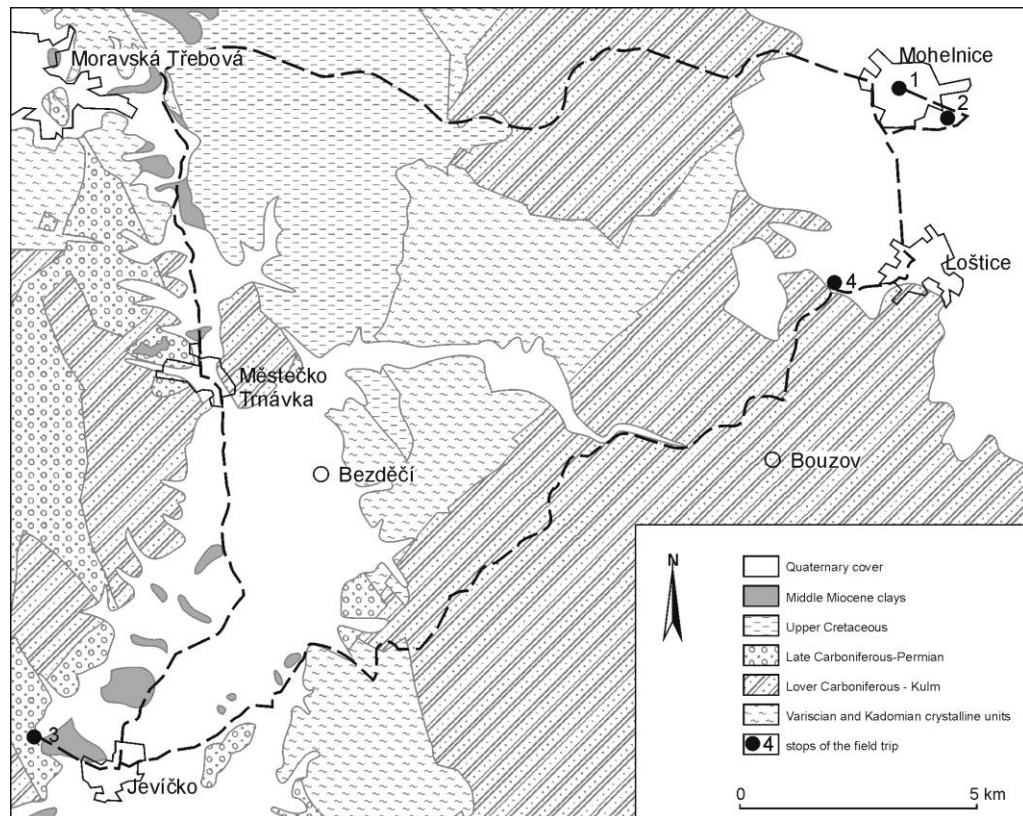 Moravská Třebová
Mohelnice
1
2
Loštice
4
Městečko
Trnávka
Bezděčí
Bouzov
3
Jevíčko
N
Quaternary cover
Middle Miocene clays
Upper Cretaceous
Late Carboniferous-Permian
Lover Carboniferous - Kulm
Variscian and Kadomian crystalline units
4 stops of the field trip
0 5 km